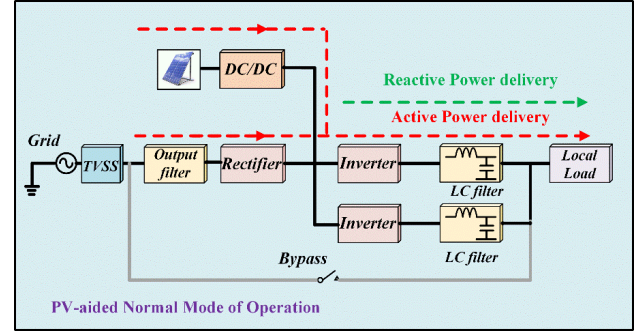 DC/DC
Reactive Power delivery
Active Power delivery
Grid
TVSS
Output
filter
Rectifier
Inverter
LC filter
Local
Load
Inverter
LC filter
Bypass
PV-aided Normal Mode of Operation